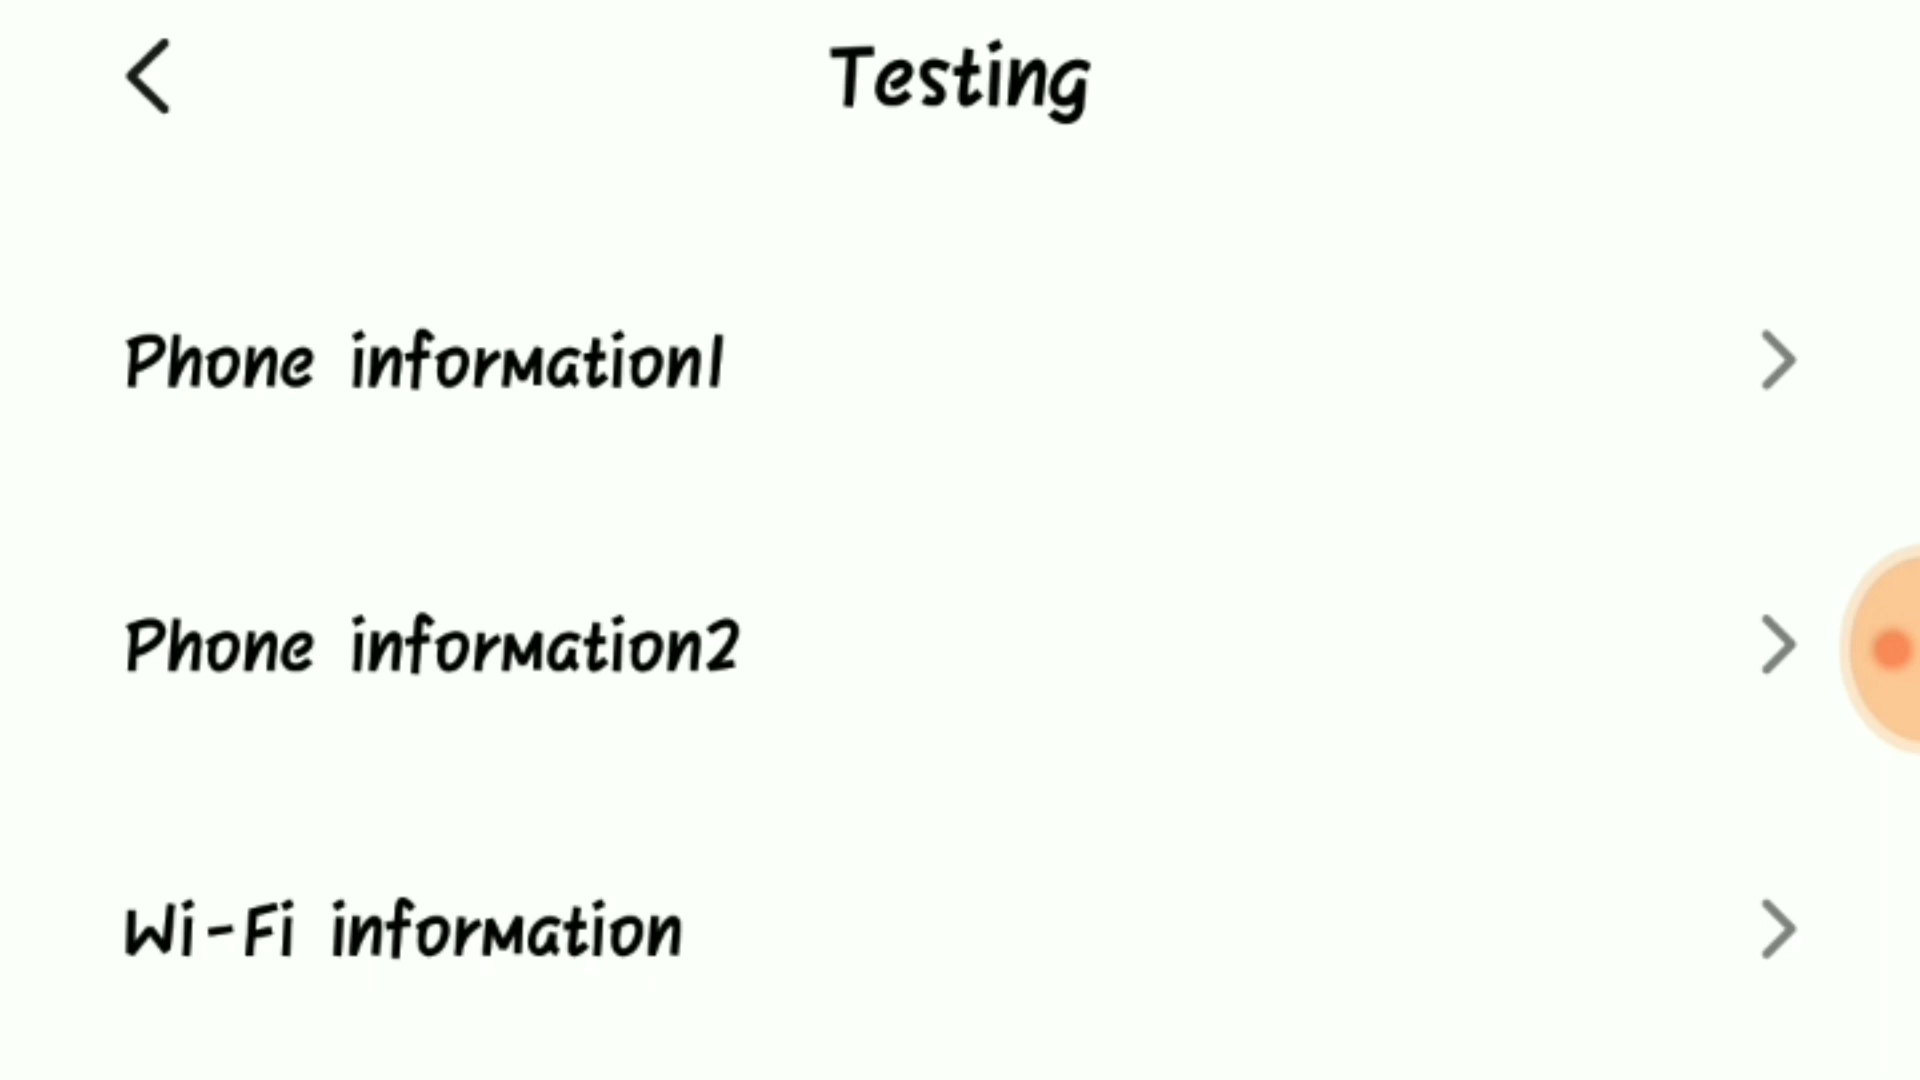 Testing
Phone information1
Phone information2
Wi-Fi information